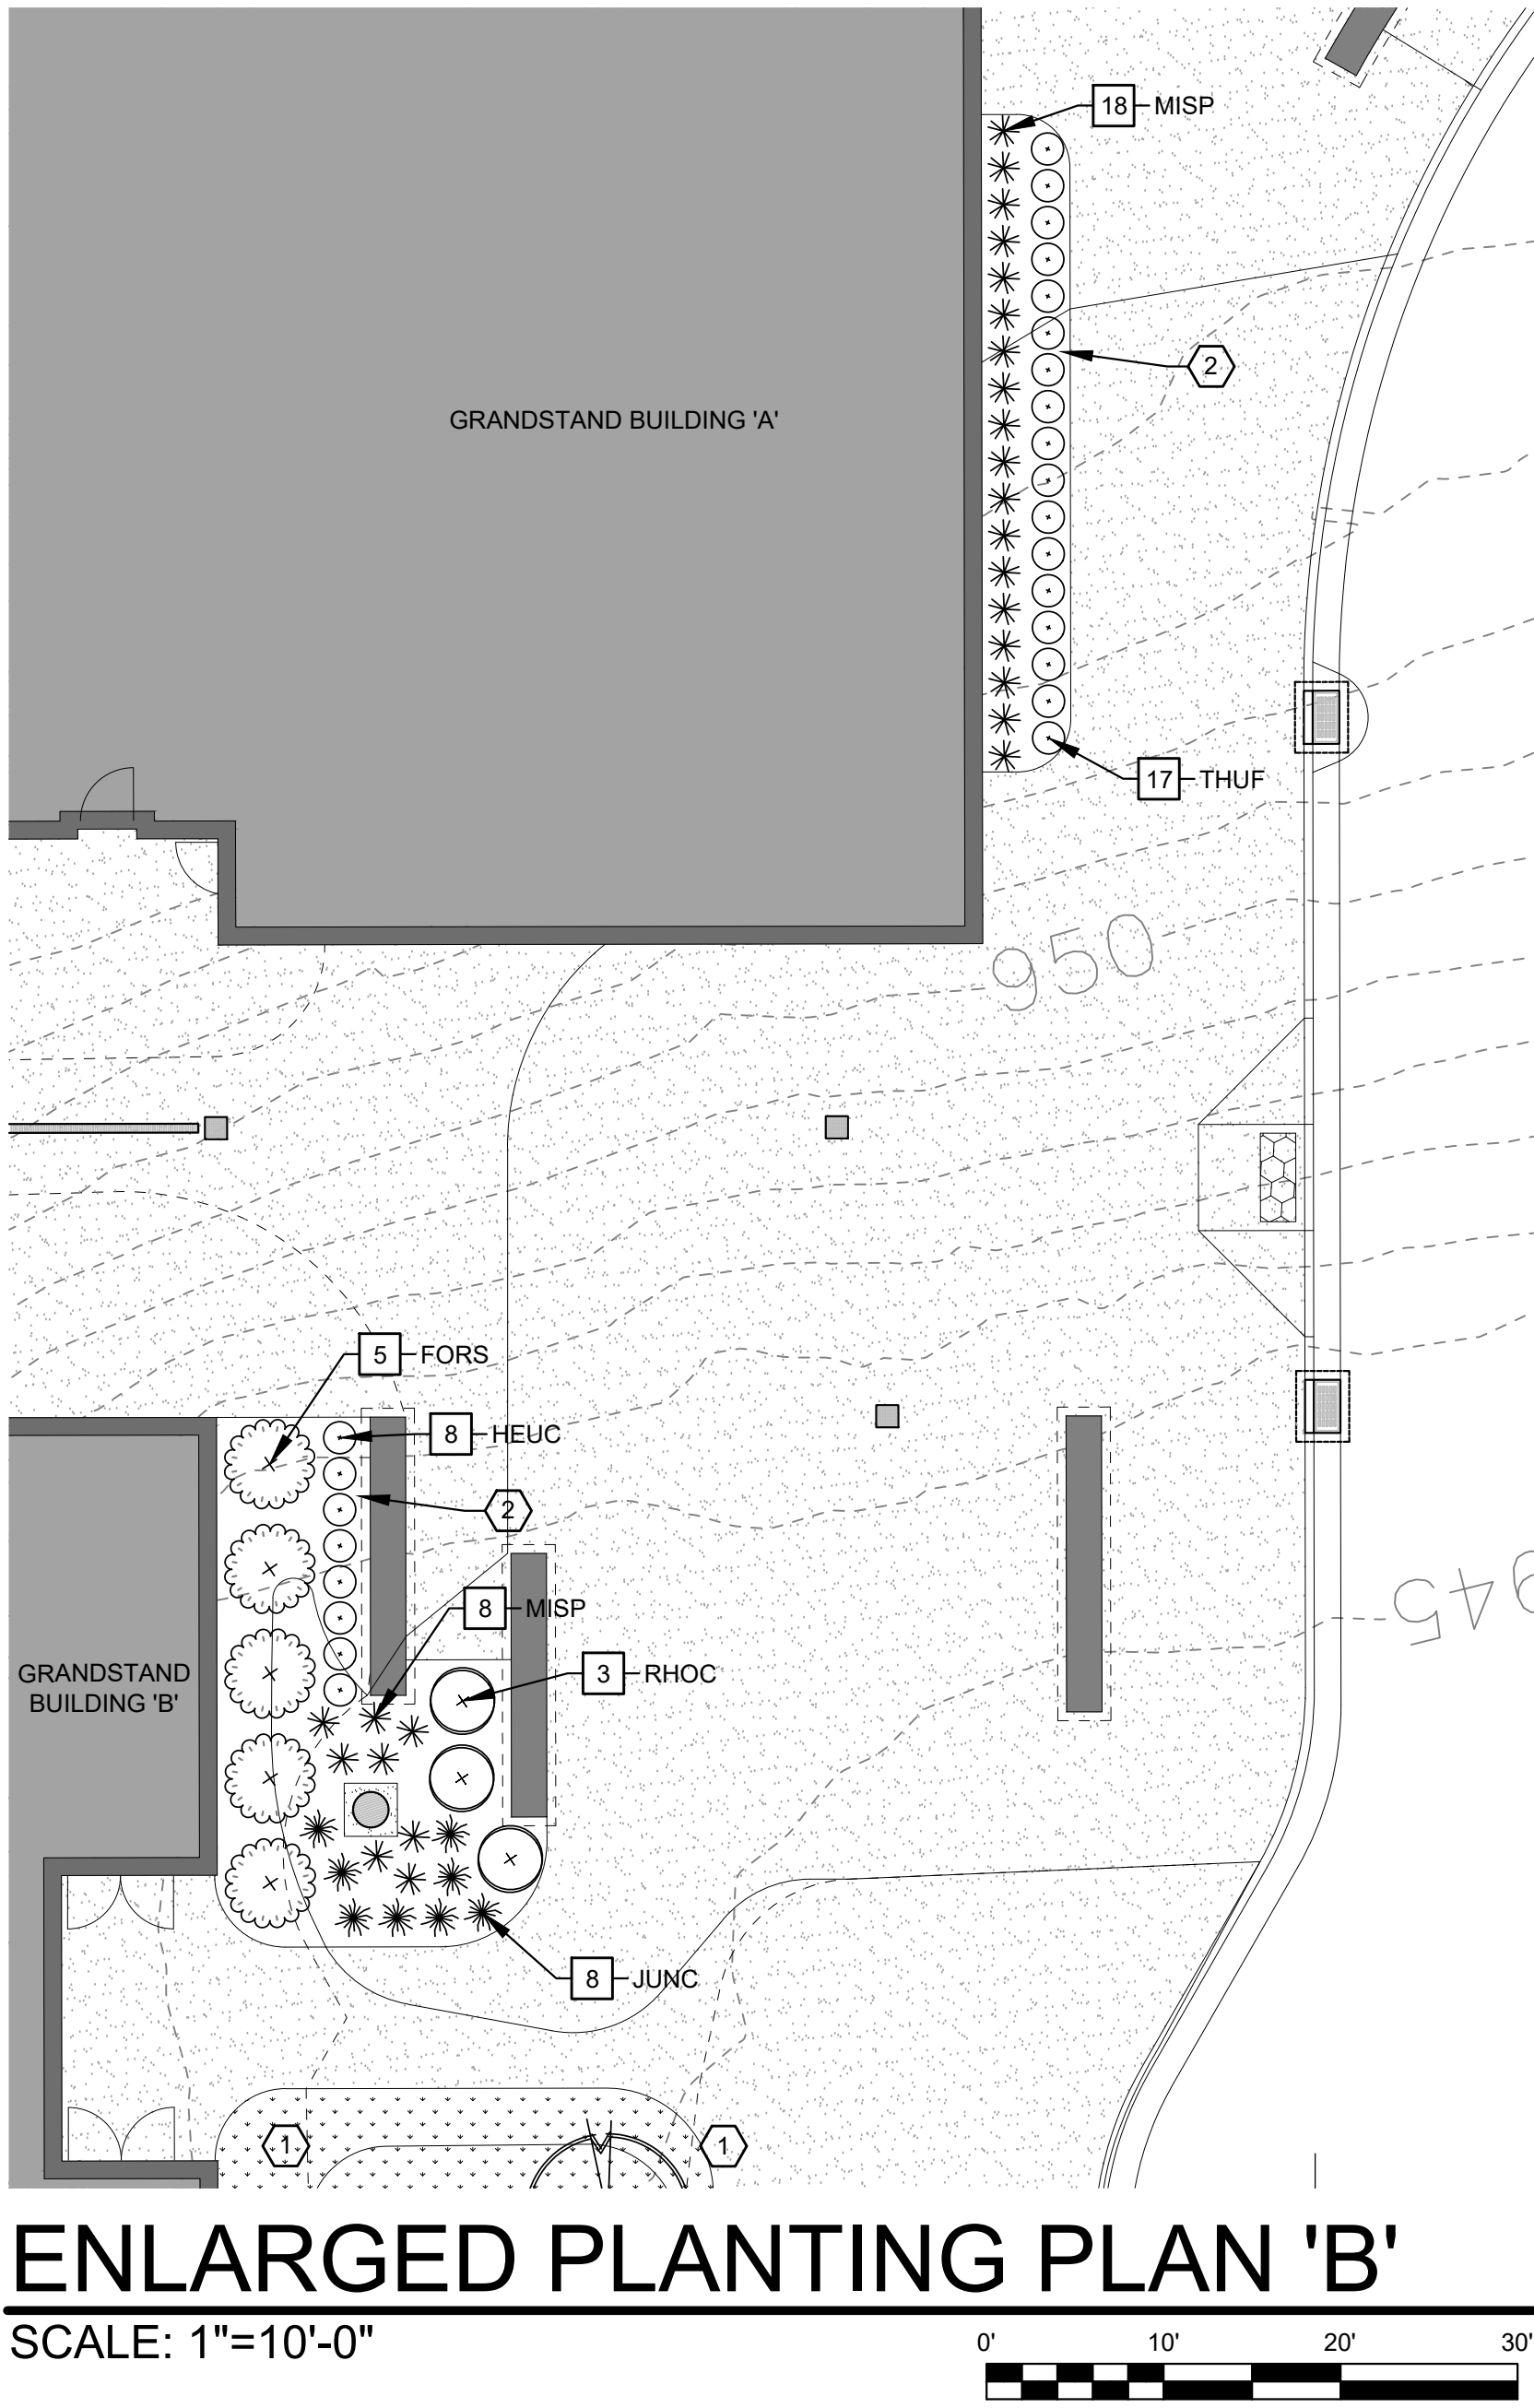 18 MISP
2
GRANDSTAND BUILDING 'A'
17 THUF
950
5 FORS
8 HEUC
2
945
8 MISP
3 RHOC
GRANDSTAND
BUILDING 'B'
8 JUNC
1
1
ENLARGED PLANTING PLAN 'B'
SCALE: 1"=10'-0"
0' 10' 20' 30'